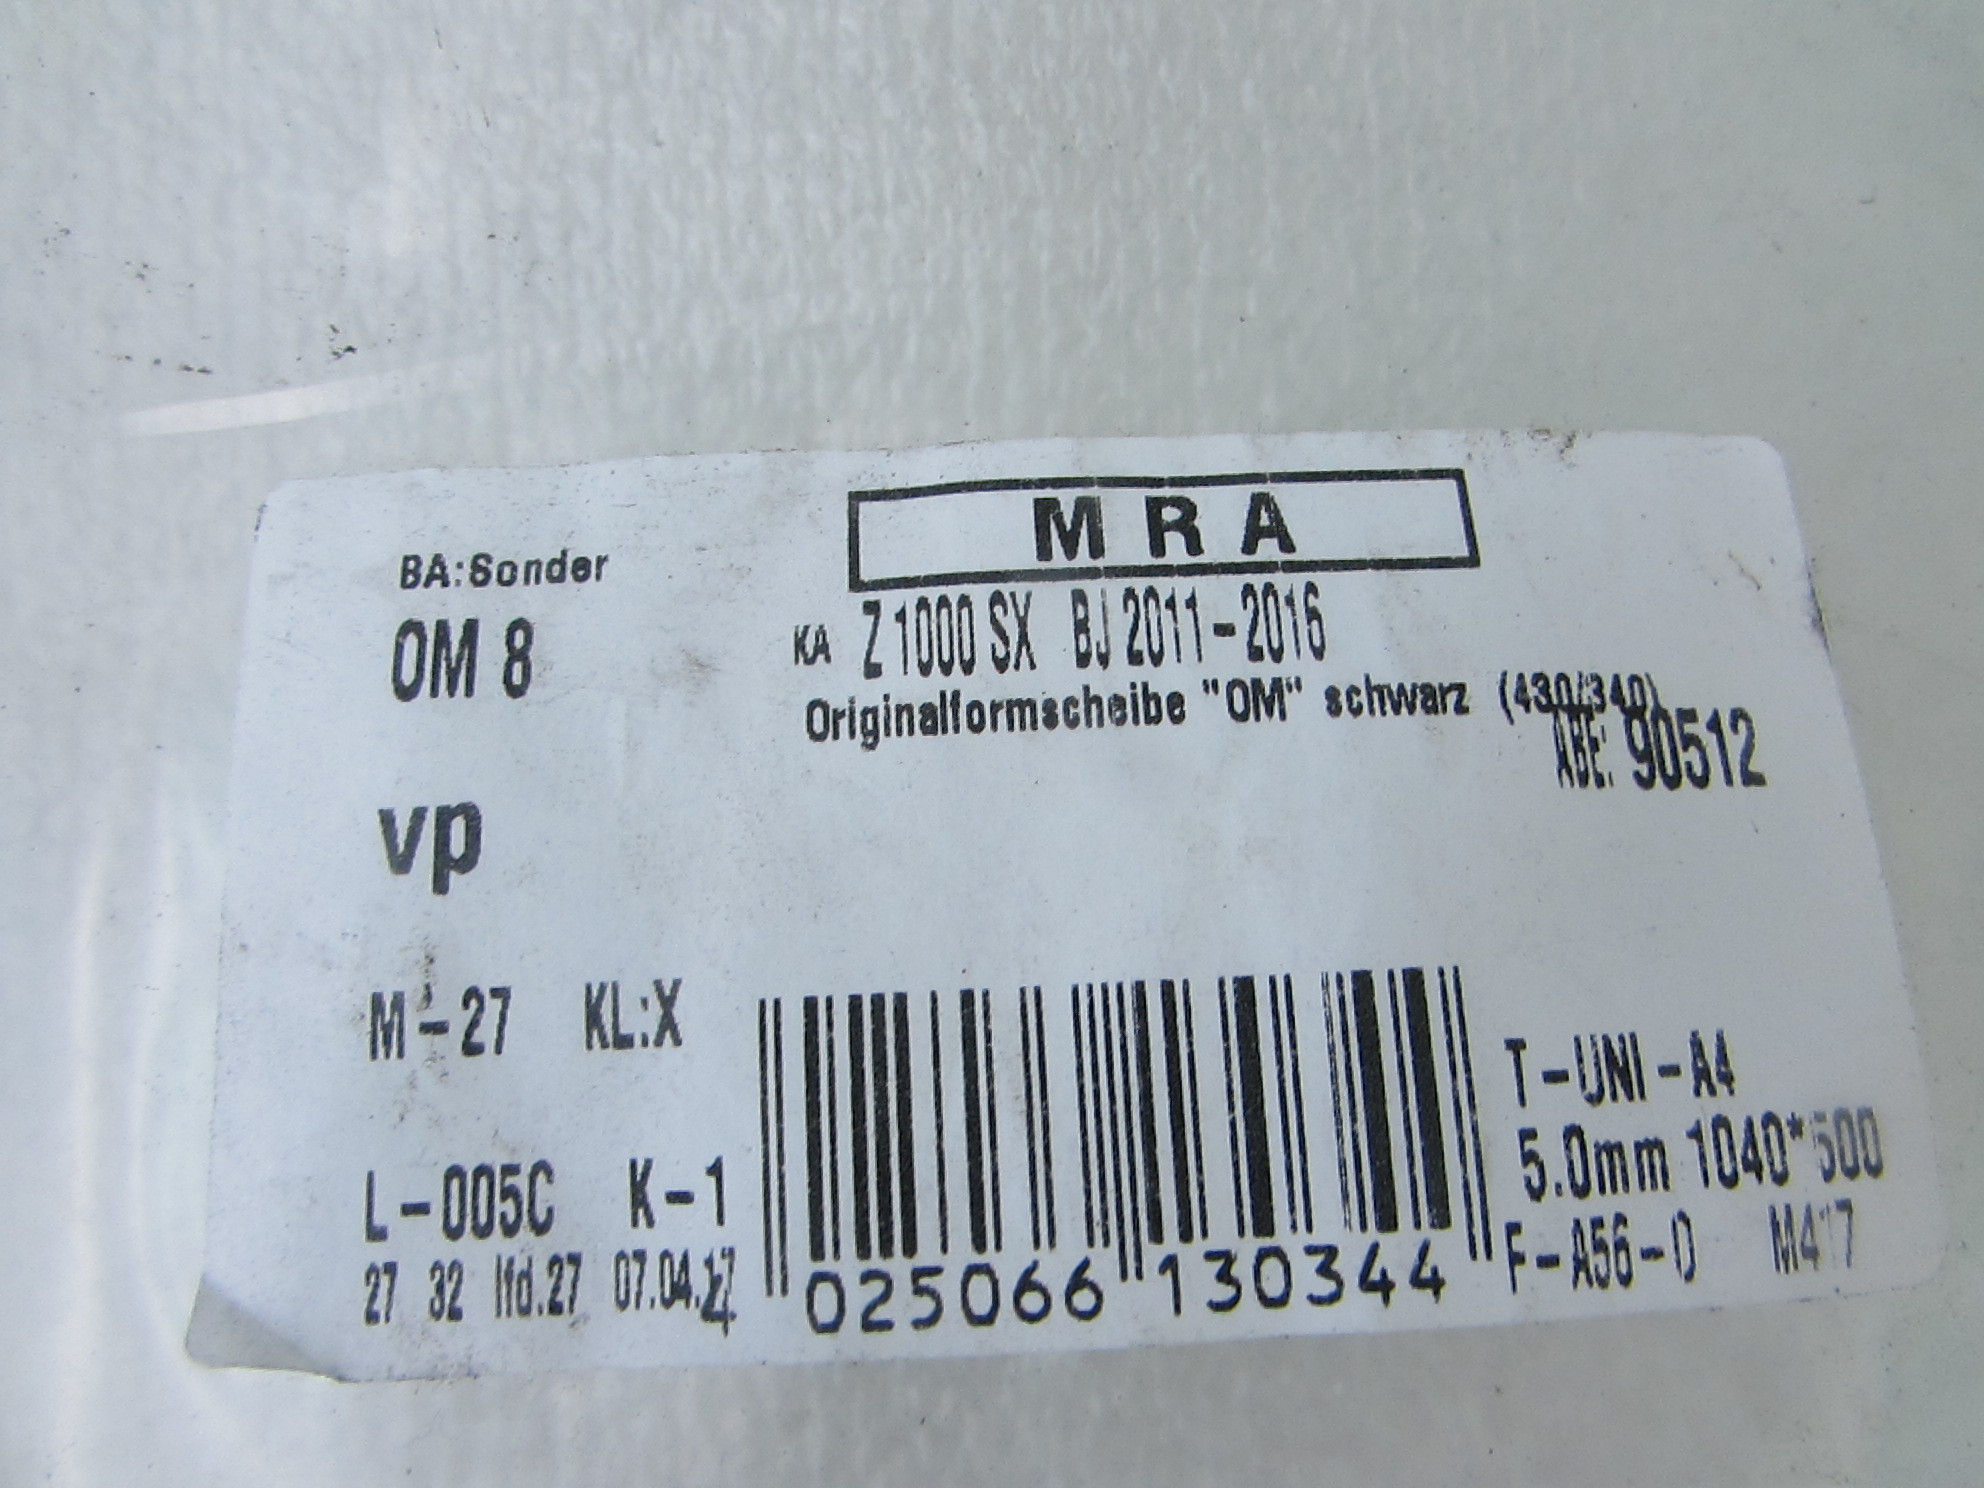 M R A
BA:Sonder
OM 8
KA Z 1000 SX BJ 2011-2016
Originalformscheibe "OM" schwarz (430/340)
ABE: 90512
vp
M-27 KL:X
T-UNI-A4
5.0mm 1040*500
L-005C K-1
F-A56-0 M417
27 32 lfd.27 07.04.17
025066 130344